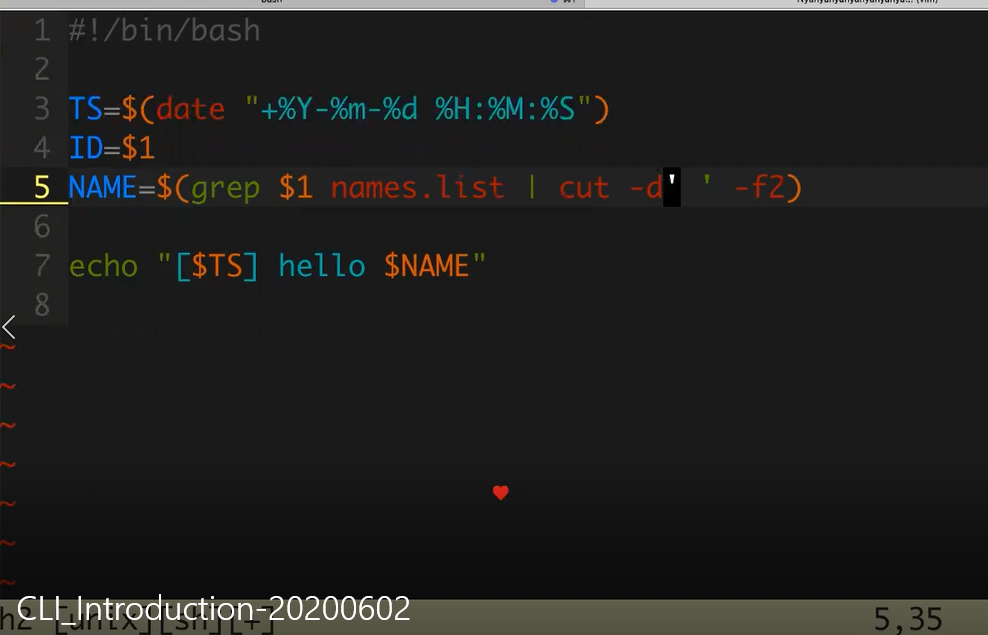 1 #!/bin/bash
2
3 TS=$(date "+%Y-%m-%d %H:%M:%S")
4 ID=$1
5 NAME=$(grep $1 names.list | cut -d' ' -f2)
6
7 echo "[$TS] hello $NAME"
8
~
~
~
~
~
~
~
CLI_Introduction-20200602
h2 [unix][sh][+] 5,35